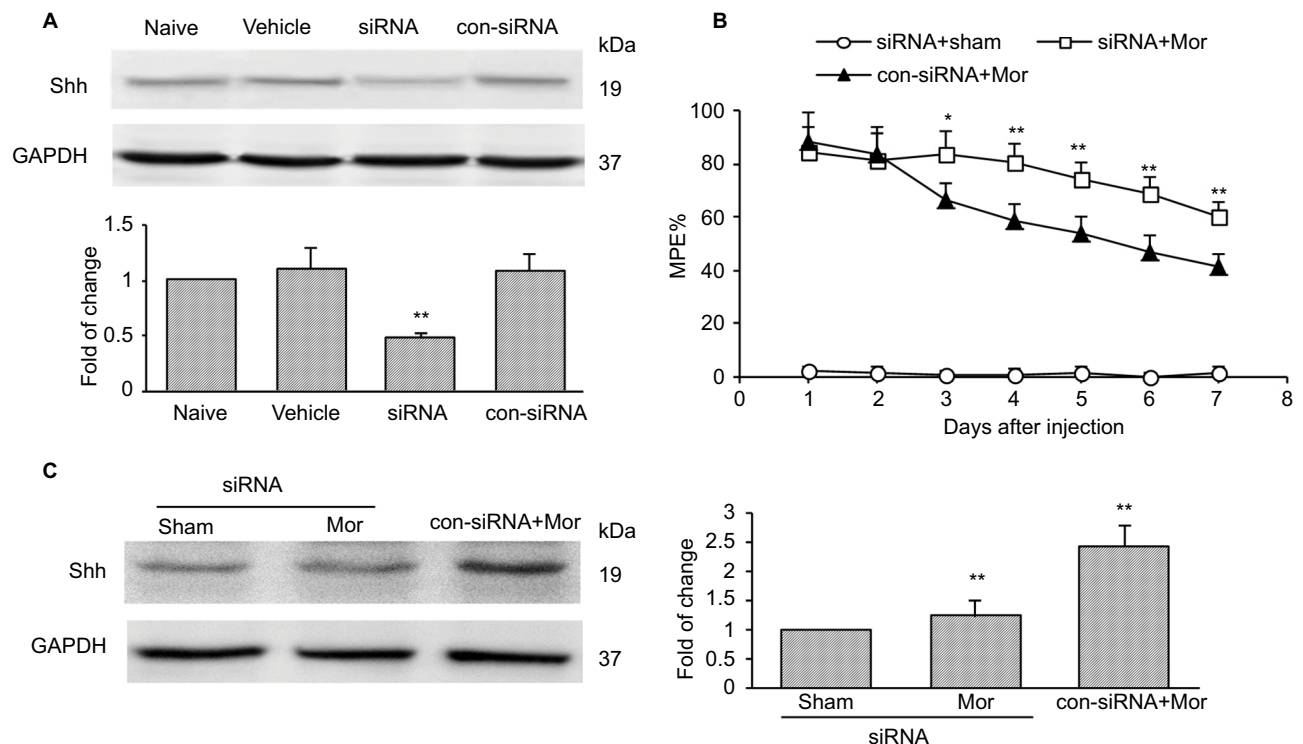 A
Naive Vehicle siRNA con-siRNA
kDa
Shh 19
GAPDH 37
Fold of change
1.5
1
0.5
0
**
Naive Vehicle siRNA con-siRNA
B
siRNA+sham siRNA+Mor
con-siRNA+Mor
MPE%
100
80
60
40
20
0
* ** ** ** **
0 1 2 3 4 5 6 7 8
Days after injection
C
siRNA
Sham Mor con-siRNA+Mor
kDa
Shh 19
GAPDH 37
Fold of change
3
2.5
2
1.5
1
0.5
0
** **
Sham Mor con-siRNA+Mor
siRNA